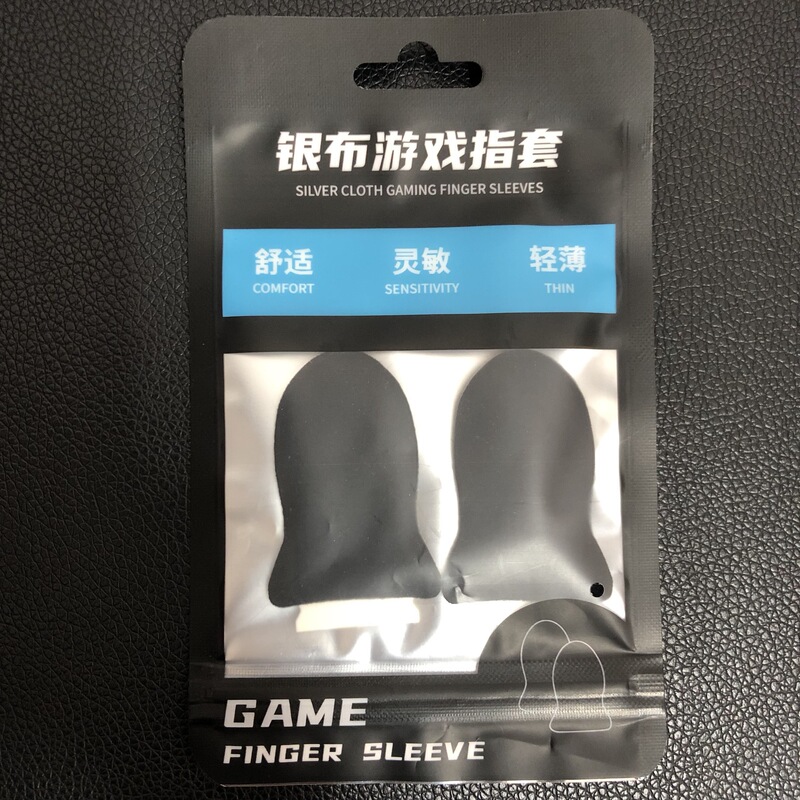 银布游戏指套
SILVER CLOTH GAMING FINGER SLEEVES
舒适 灵敏 轻薄
COMFORT SENSITIVITY THIN
GAME
FINGER SLEEVE